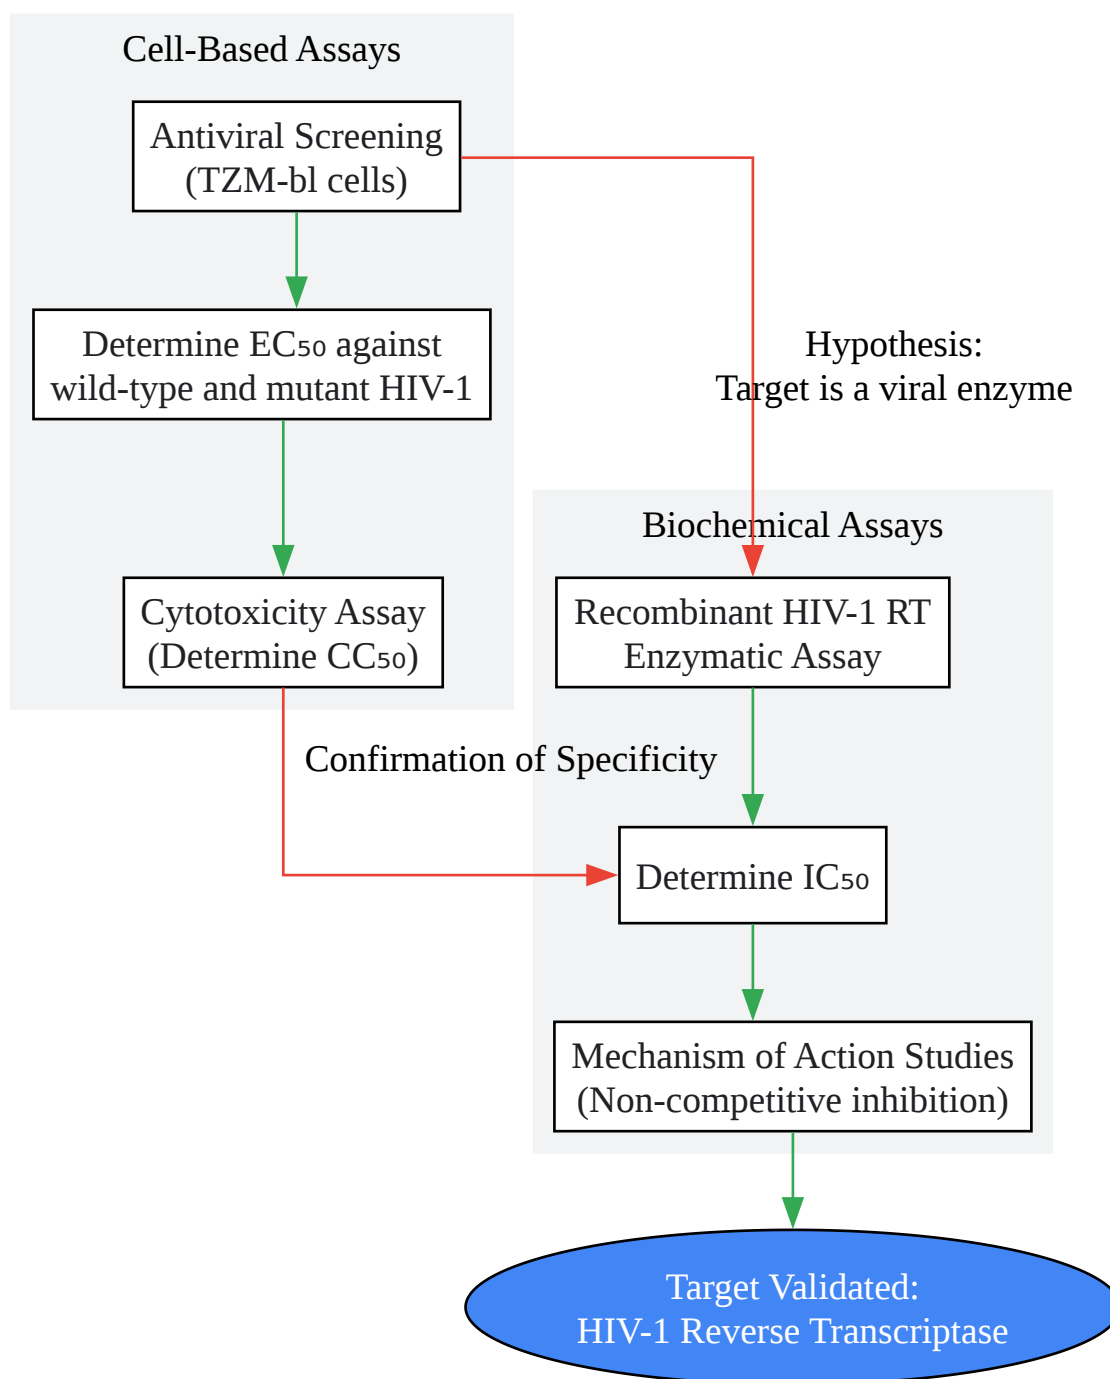 Cell-Based Assays
Antiviral Screening
(TZM-bl cells)
Determine EC₅₀ against
wild-type and mutant HIV-1
Hypothesis:
Target is a viral enzyme
Biochemical Assays
Cytotoxicity Assay
(Determine CC₅₀)
Recombinant HIV-1 RT
Enzymatic Assay
Confirmation of Specificity
Determine IC₅₀
Mechanism of Action Studies
(Non-competitive inhibition)
Target Validated:
HIV-1 Reverse Transcriptase